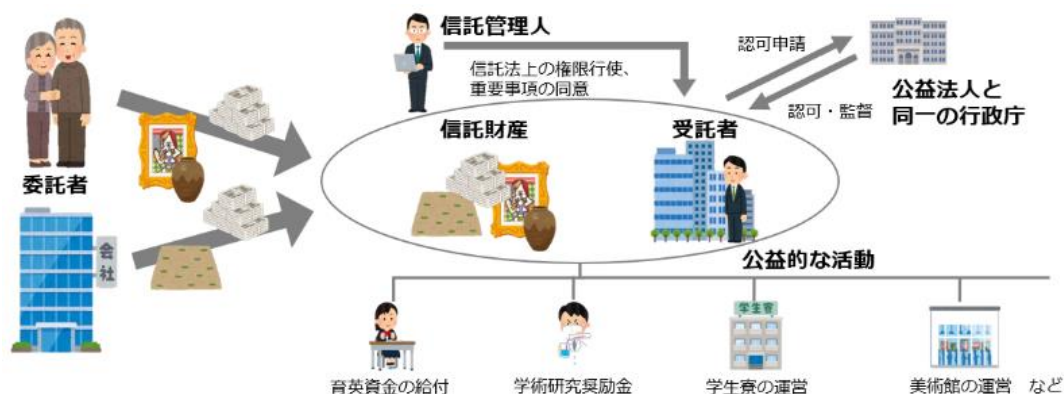 信託管理人
信託法上の権限行使、
重要事項の同意
認可申請
認可・監督
公益法人と
同一の行政庁
委託者
会社
信託財産
受託者
公益的な活動
学生寮
育英資金の給付
学術研究奨励金
学生寮の運営
美術館の運営　など